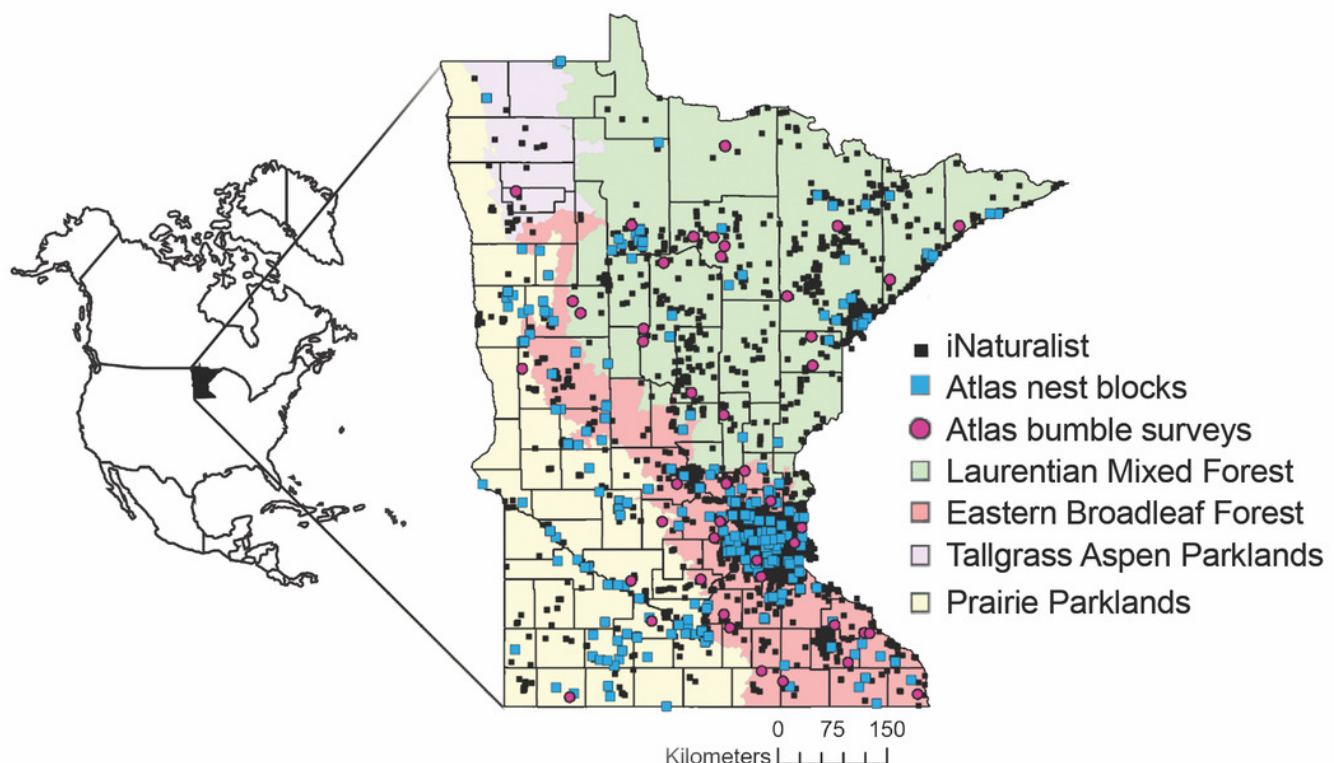 iNaturalist
Atlas nest blocks
Atlas bumble surveys
Laurentian Mixed Forest
Eastern Broadleaf Forest
Tallgrass Aspen Parklands
Prairie Parklands
0 75 150
Kilometers